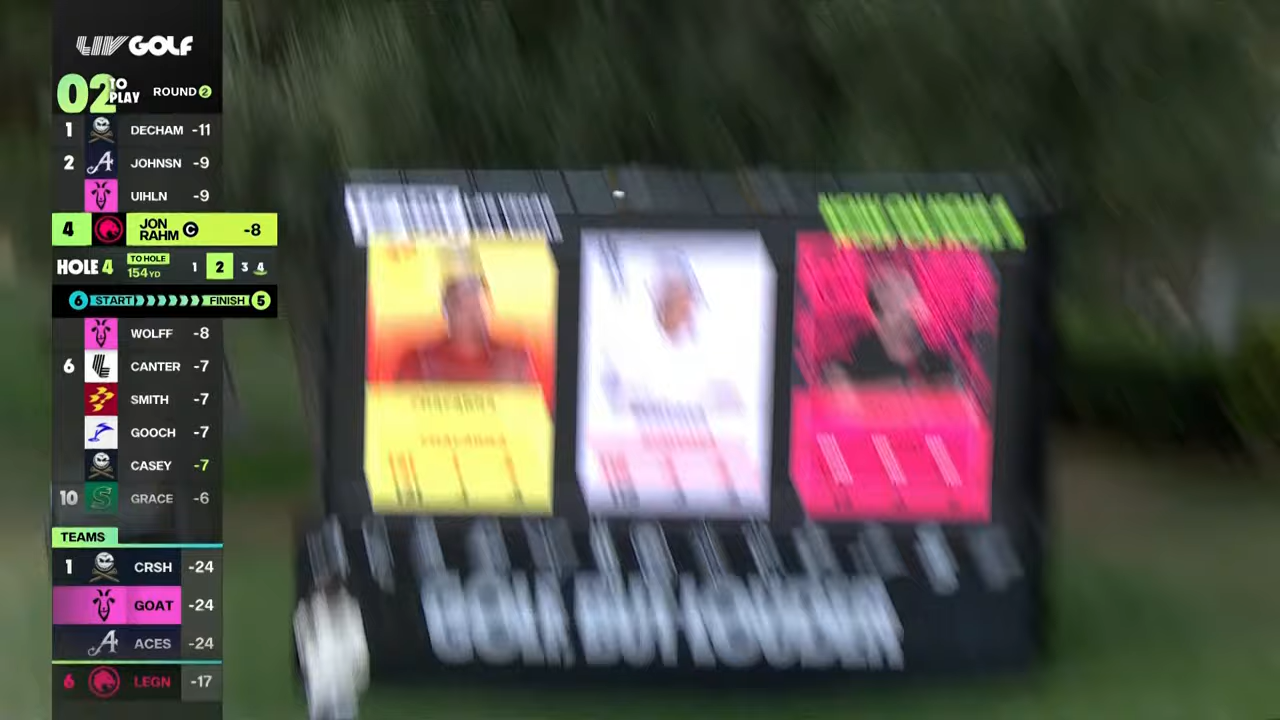 LIV GOLF
02 TO PLAY ROUND 2
1 DECHAM -11
2 JOHNSN -9
UIHLN -9
4 JON RAHM C -8
HOLE 4 TO HOLE 154 YD 1 2 3 4
6 START FINISH 5
WOLFF -8
6 CANTER -7
SMITH -7
GOOCH -7
CASEY -7
10 GRACE -6
TEAMS
1 CRSH -24
GOAT -24
ACES -24
6 LEGN -17
GOLF BUT LOUDER